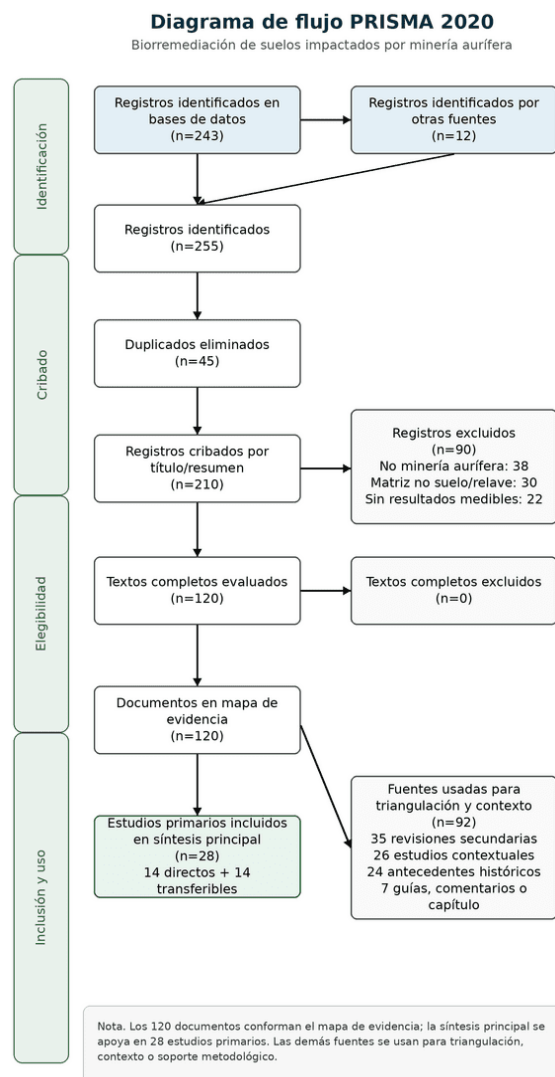 Diagrama de flujo PRISMA 2020
Biorremediación de suelos impactados por minería aurífera
Identificación
Registros identificados en
bases de datos
(n=243)
Registros identificados por
otras fuentes
(n=12)
Registros identificados
(n=255)
Cribado
Duplicados eliminados
(n=45)
Registros cribados por
título/resumen
(n=210)
Registros excluidos
(n=90)
No minería aurífera: 38
Matriz no suelo/relave: 30
Sin resultados medibles: 22
Elegibilidad
Textos completos evaluados
(n=120)
Textos completos excluidos
(n=0)
Documentos en mapa de
evidencia
(n=120)
Inclusión y uso
Estudios primarios incluidos
en síntesis principal
(n=28)
14 directos + 14
transferibles
Fuentes usadas para
triangulación y contexto
(n=92)
35 revisiones secundarias
26 estudios contextuales
24 antecedentes históricos
7 guías, comentarios o
capítulo
Nota. Los 120 documentos conforman el mapa de evidencia; la síntesis principal se
apoya en 28 estudios primarios. Las demás fuentes se usan para triangulación,
contexto o soporte metodológico.